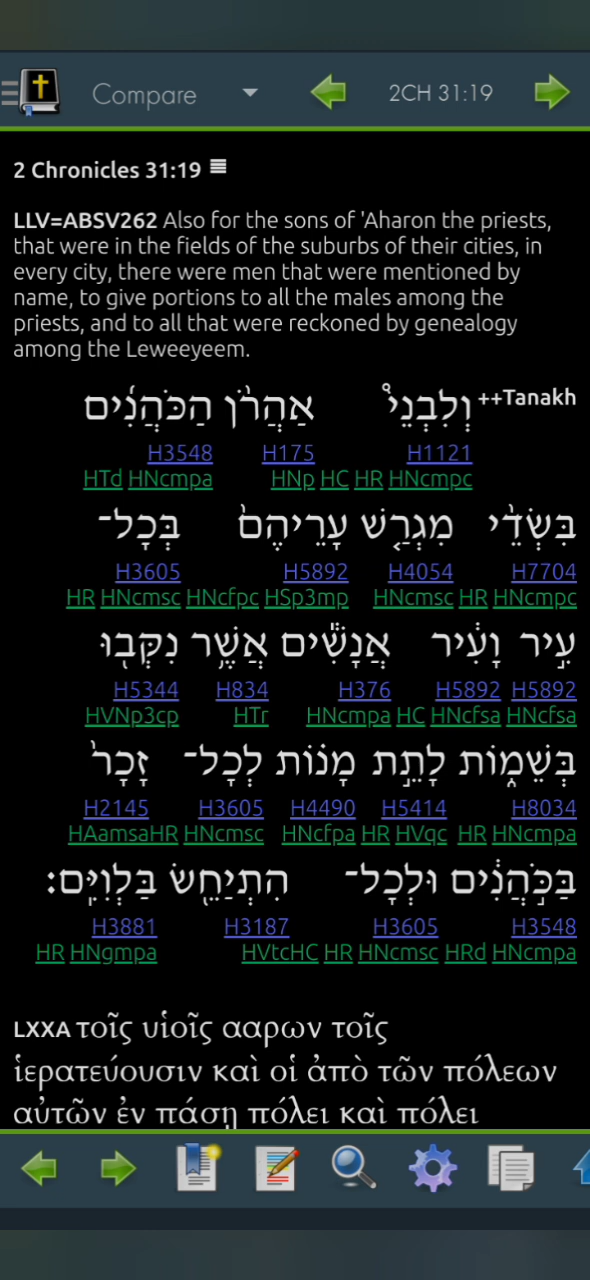 Compare
2CH 31:19
2 Chronicles 31:19
LLV=ABSV262 Also for the sons of 'Aharon the priests,
that were in the fields of the suburbs of their cities, in
every city, there were men that were mentioned by
name, to give portions to all the males among the
priests, and to all that were reckoned by genealogy
among the Leweeyeem.
++Tanakh וְלִבְנֵי֩ אַהֲרֹ֨ן הַכֹּהֲנִ֜ים
H3548 H175 H1121
HTd HNcmpa HNp HC HR HNcmpc
בִּשְׂדֵ֨י מִגְרַ֤שׁ עָרֵיהֶם֙ בְּכָל־
H3605 H5892 H4054 H7704
HR HNcmsc HNcfpc HSp3mp HNcmsc HR HNcmpc
עִ֣יר וָעִ֔יר אֲנָשִׁ֕ים אֲשֶׁ֥ר נִקְּב֖וּ
H5344 H834 H376 H5892 H5892
HVNp3cp HTr HNcmpa HC HNcfsa HNcfsa
בְּשֵׁמ֑וֹת לָתֵ֣ת מָנ֗וֹת לְכָל־ זָכָר֙
H2145 H3605 H4490 H5414 H8034
HAamsaHR HNcmsc HNcfpa HR HVqc HR HNcmpa
בַּכֹּ֣הֲנִ֔ים וּלְכָל־ הִתְיַחֵ֖שׂ בַּלְוִיִּֽם׃
H3881 H3187 H3605 H3548
HR HNgmpa HVtcHC HR HNcmsc HRd HNcmpa
LXXA τοῖς υἱοῖς ααρων τοῖς
ἱερατεύουσιν καὶ οἱ ἀπὸ τῶν πόλεων
αὐτῶν ἐν πάσῃ πόλει καὶ πόλει